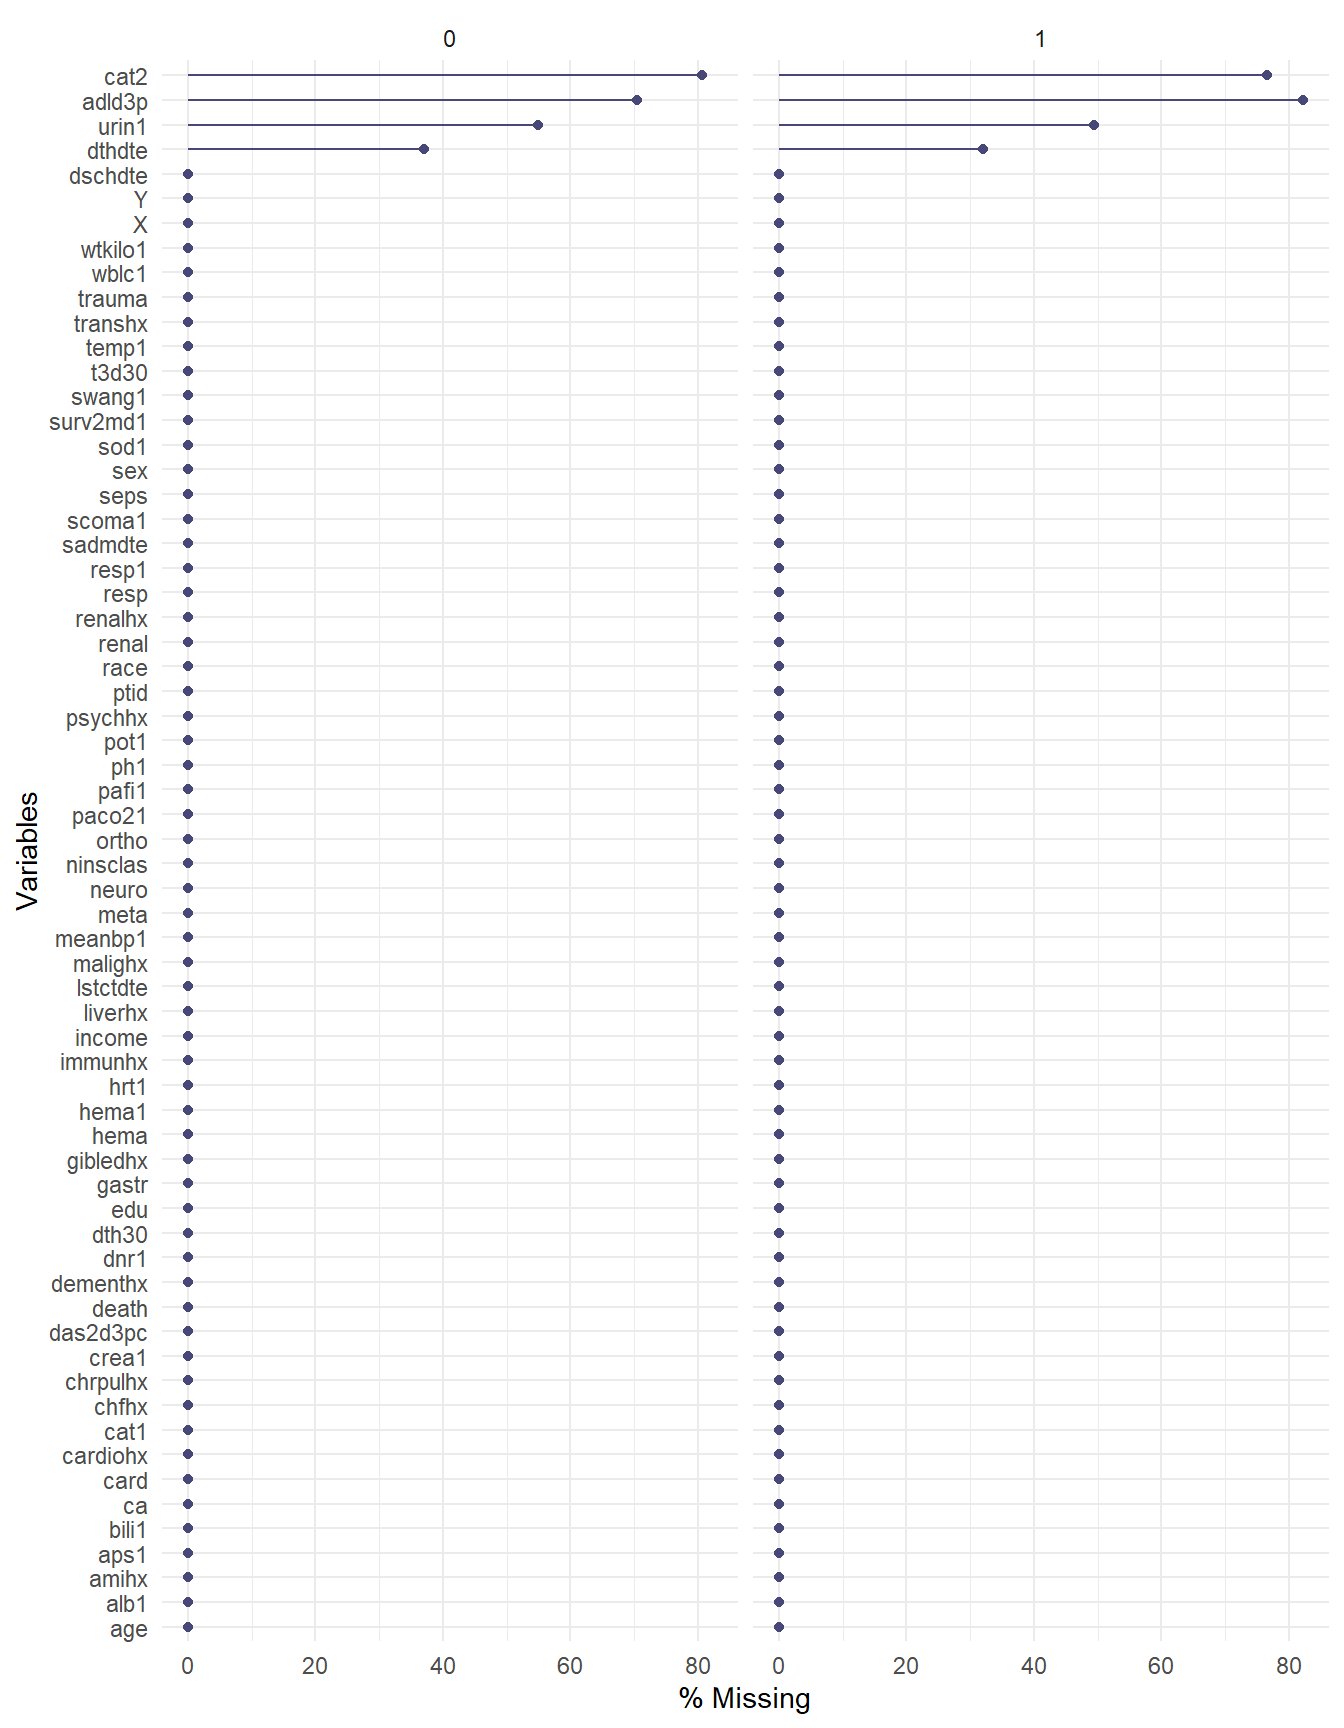 0 1
cat2
adld3p
urin1
dthdte
dschdte
Y
X
wtkilo1
wblc1
trauma
transhx
temp1
t3d30
swang1
surv2md1
sod1
sex
seps
scoma1
sadmdte
resp1
resp
renalhx
renal
race
ptid
psychhx
pot1
ph1
pafi1
paco21
ortho
ninsclas
neuro
meta
meanbp1
malighx
lstctdte
liverhx
income
immunhx
hrt1
hema1
hema
gibledhx
gastr
edu
dth30
dnr1
dementhx
death
das2d3pc
crea1
chrpulhx
chfhx
cat1
cardiohx
card
ca
bili1
aps1
amihx
alb1
age
Variables
0 20 40 60 80 0 20 40 60 80
% Missing